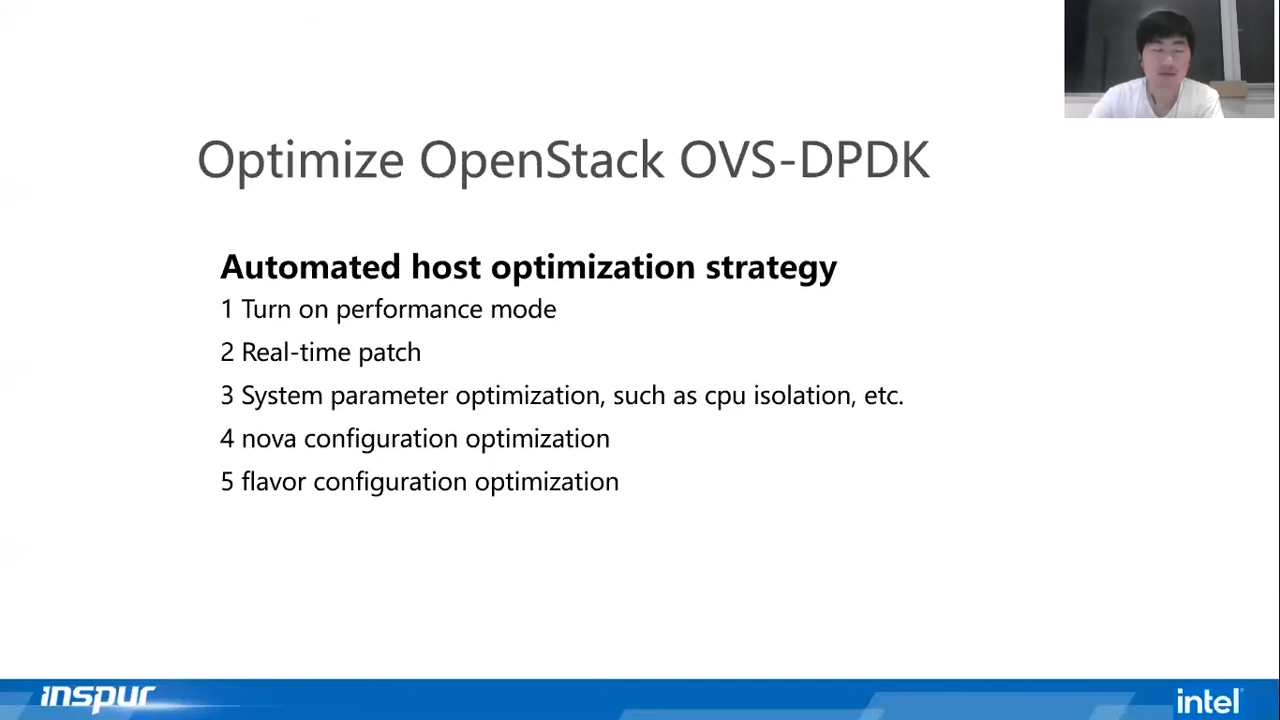 Optimize OpenStack OVS-DPDK
Automated host optimization strategy
1 Turn on performance mode
2 Real-time patch
3 System parameter optimization, such as cpu isolation, etc.
4 nova configuration optimization
5 flavor configuration optimization
inspur
intel